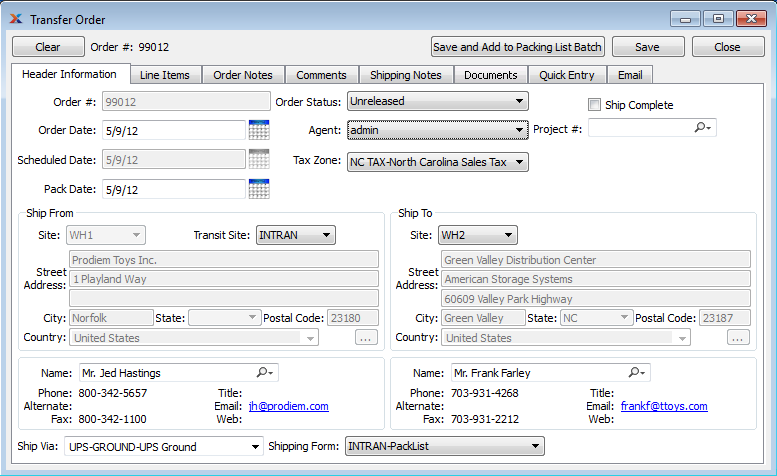 Transfer Order
Clear Order #: 99012 Save and Add to Packing List Batch Save Close
Header Information Line Items Order Notes Comments Shipping Notes Documents Quick Entry Email
Order #: 99012 Order Status: Unreleased Ship Complete
Order Date: 5/9/12 Agent: admin Project #:
Scheduled Date: 5/9/12 Tax Zone: NC TAX-North Carolina Sales Tax
Pack Date: 5/9/12
Ship From
Site: WH1 Transit Site: INTRAN
Street Address: Prodiem Toys Inc.
1 Playland Way
City: Norfolk State: Postal Code: 23180
Country: United States ...
Ship To
Site: WH2
Street Address: Green Valley Distribution Center
American Storage Systems
60609 Valley Park Highway
City: Green Valley State: NC Postal Code: 23187
Country: United States ...
Name: Mr. Jed Hastings
Phone: 800-342-5657 Title:
Alternate: Email: jh@prodiem.com
Fax: 800-342-1100 Web:
Name: Mr. Frank Farley
Phone: 703-931-4268 Title:
Alternate: Email: frankf@ttoys.com
Fax: 703-931-2212 Web:
Ship Via: UPS-GROUND-UPS Ground Shipping Form: INTRAN-PackList